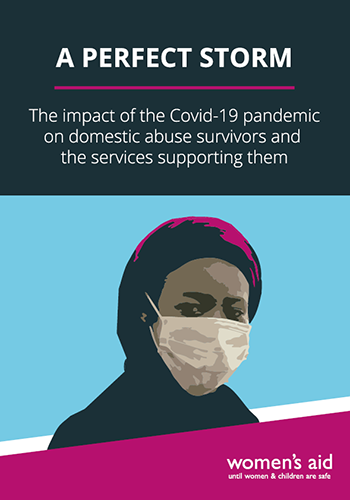 A PERFECT STORM
The impact of the Covid-19 pandemic
on domestic abuse survivors and
the services supporting them
women's aid
until women & children are safe